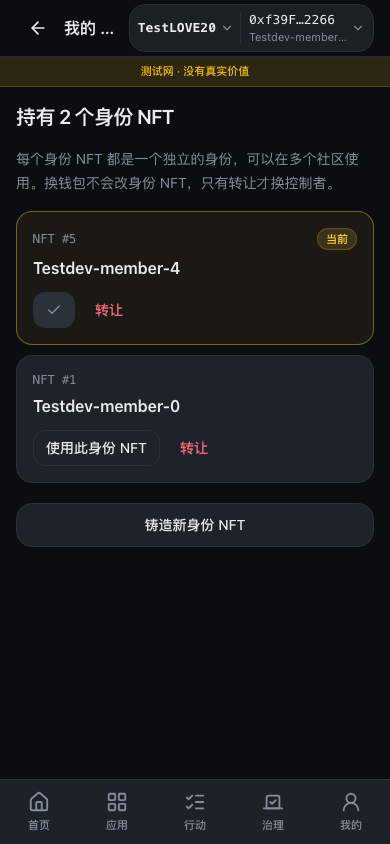 我的 ...
TestLOVE20
0xf39F…2266
Testdev-member...
测试网 · 没有真实价值
持有 2 个身份 NFT
每个身份 NFT 都是一个独立的身份，可以在多个社区使
用。换钱包不会改身份 NFT，只有转让才换控制者。
NFT #5
当前
Testdev-member-4
转让
NFT #1
Testdev-member-0
使用此身份 NFT
转让
铸造新身份 NFT
首页
应用
行动
治理
我的